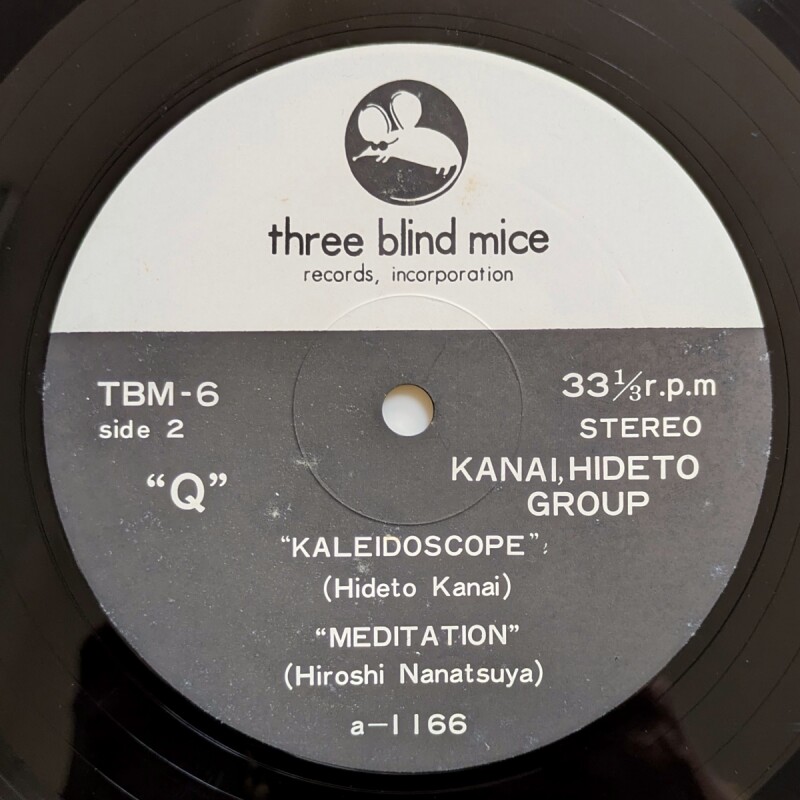 three blind mice
records, incorporation
TBM-6
side 2
33⅓ r.p.m
STEREO
“Q”
KANAI, HIDETO
GROUP
“KALEIDOSCOPE”
(Hideto Kanai)
“MEDITATION”
(Hiroshi Nanatsuya)
a—1166